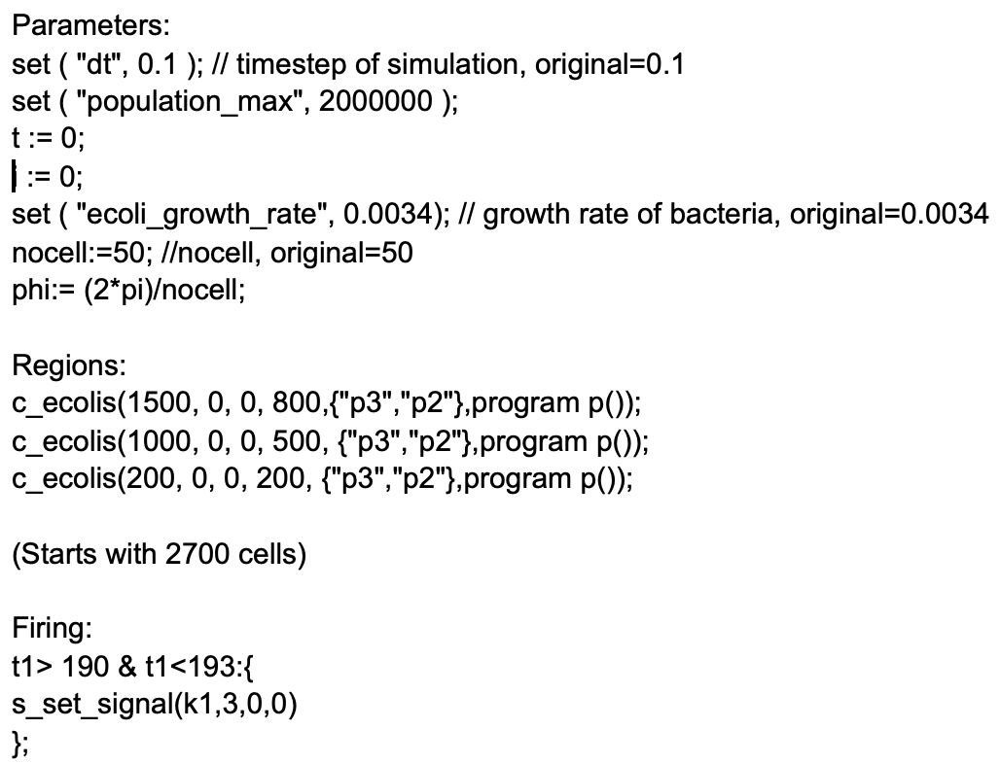 Parameters:
set ( "dt", 0.1 ); // timestep of simulation, original=0.1
set ( "population_max", 2000000 );
t := 0;
i := 0;
set ( "ecoli_growth_rate", 0.0034); // growth rate of bacteria, original=0.0034
nocell:=50; //nocell, original=50
phi:= (2*pi)/nocell;
Regions:
c_ecolis(1500, 0, 0, 800,{"p3","p2"},program p());
c_ecolis(1000, 0, 0, 500, {"p3","p2"},program p());
c_ecolis(200, 0, 0, 200, {"p3","p2"},program p());
(Starts with 2700 cells)
Firing:
t1> 190 & t1<193:{
s_set_signal(k1,3,0,0)
};